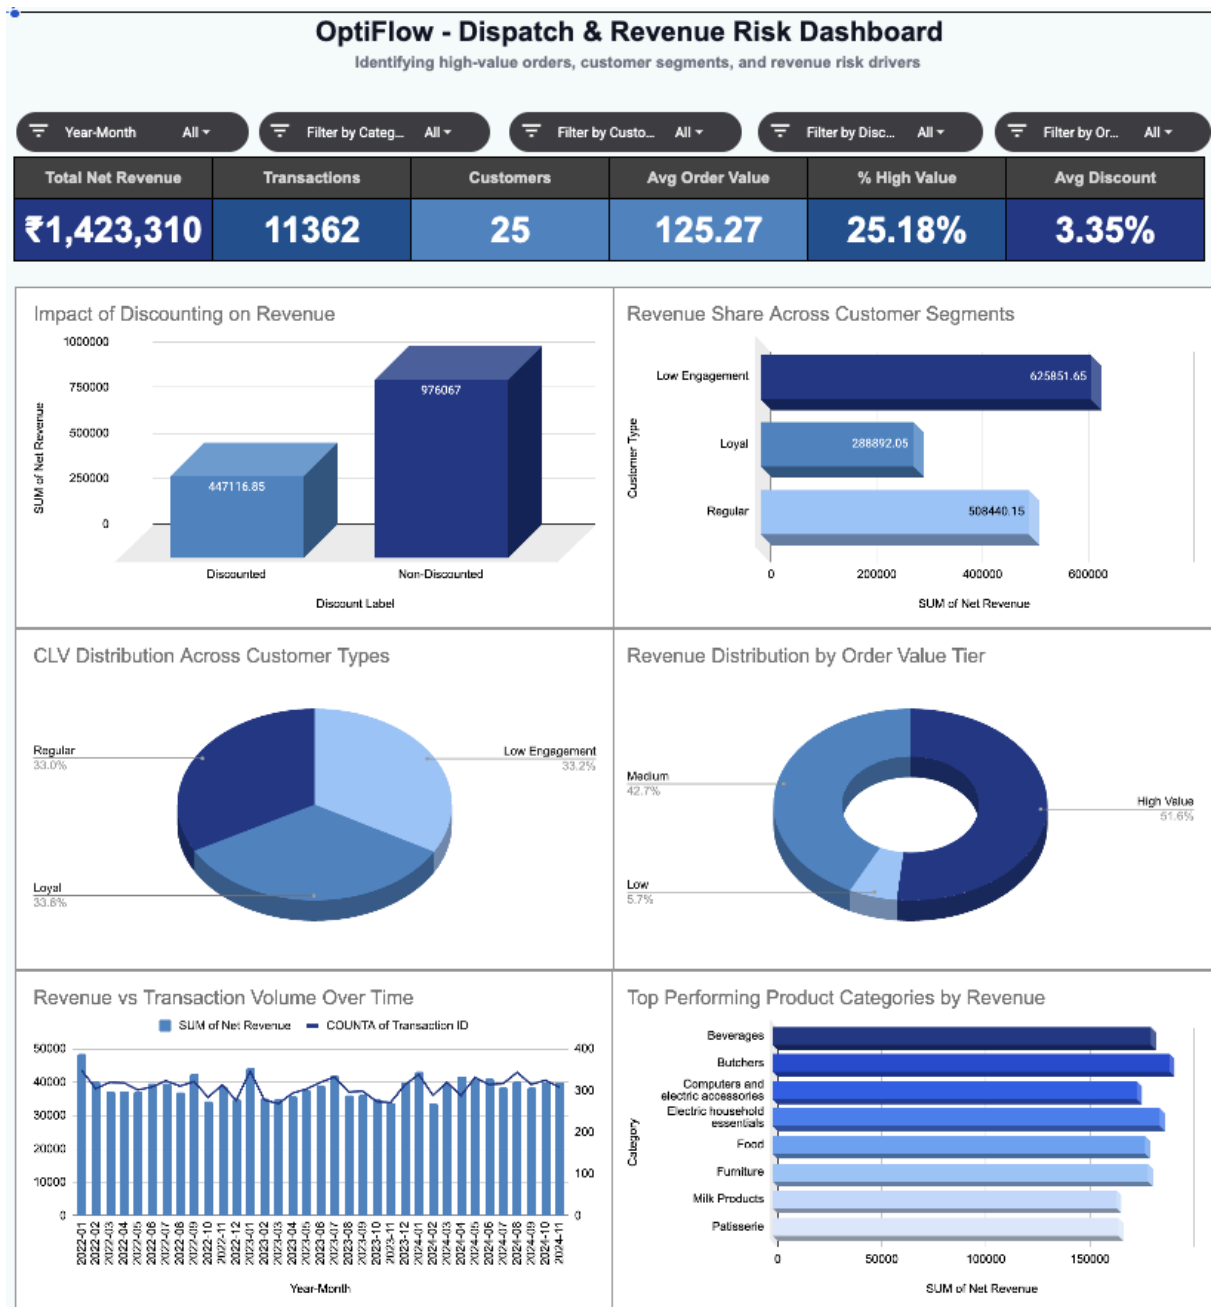 OptiFlow - Dispatch & Revenue Risk Dashboard
Identifying high-value orders, customer segments, and revenue risk drivers
Year-Month All
Filter by Categ... All
Filter by Custo... All
Filter by Disc... All
Filter by Or... All
Total Net Revenue
Transactions
Customers
Avg Order Value
% High Value
Avg Discount
₹1,423,310
11362
25
125.27
25.18%
3.35%
Impact of Discounting on Revenue
SUM of Net Revenue
1000000
750000
500000
250000
0
447116.85
976067
Discounted
Non-Discounted
Discount Label
Revenue Share Across Customer Segments
Customer Type
Low Engagement
625851.65
Loyal
288892.05
Regular
508440.15
0
200000
400000
600000
SUM of Net Revenue
CLV Distribution Across Customer Types
Regular
33.0%
Low Engagement
33.2%
Loyal
33.8%
Revenue Distribution by Order Value Tier
Medium
42.7%
High Value
51.6%
Low
5.7%
Revenue vs Transaction Volume Over Time
SUM of Net Revenue
COUNTA of Transaction ID
50000
40000
30000
20000
10000
0
400
300
200
100
0
2022-01
2022-02
2022-03
2022-04
2022-05
2022-06
2022-07
2022-08
2022-09
2022-10
2022-11
2022-12
2023-01
2023-02
2023-03
2023-04
2023-05
2023-06
2023-07
2023-08
2023-09
2023-10
2023-11
2023-12
2024-01
2024-02
2024-03
2024-04
2024-05
2024-06
2024-07
2024-08
2024-09
2024-10
2024-11
Year-Month
Top Performing Product Categories by Revenue
Category
Beverages
Butchers
Computers and
electric accessories
Electric household
essentials
Food
Furniture
Milk Products
Patisserie
0
50000
100000
150000
SUM of Net Revenue